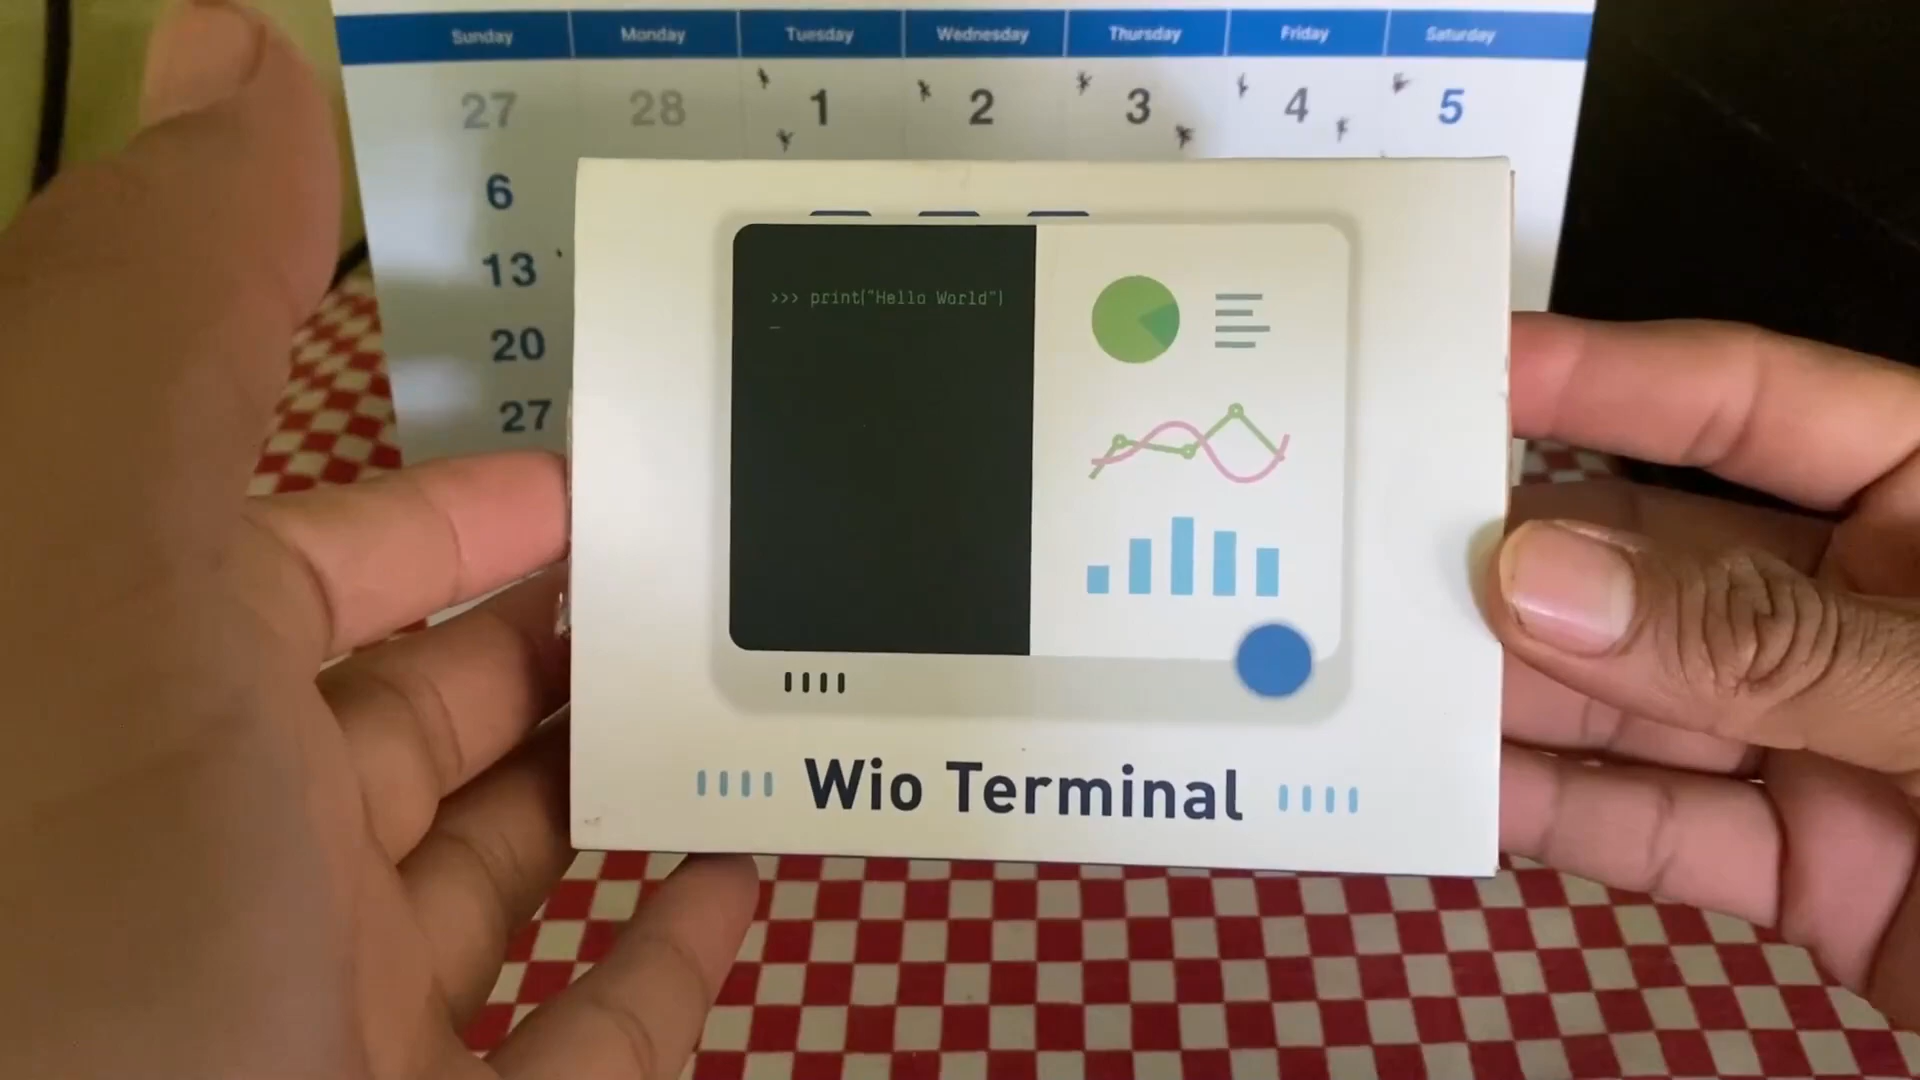 Sunday Monday Tuesday Wednesday Thursday Friday Saturday
27 28 1 2 3 4 5
6
13
20
27
>>> print("Hello World")
_
Wio Terminal